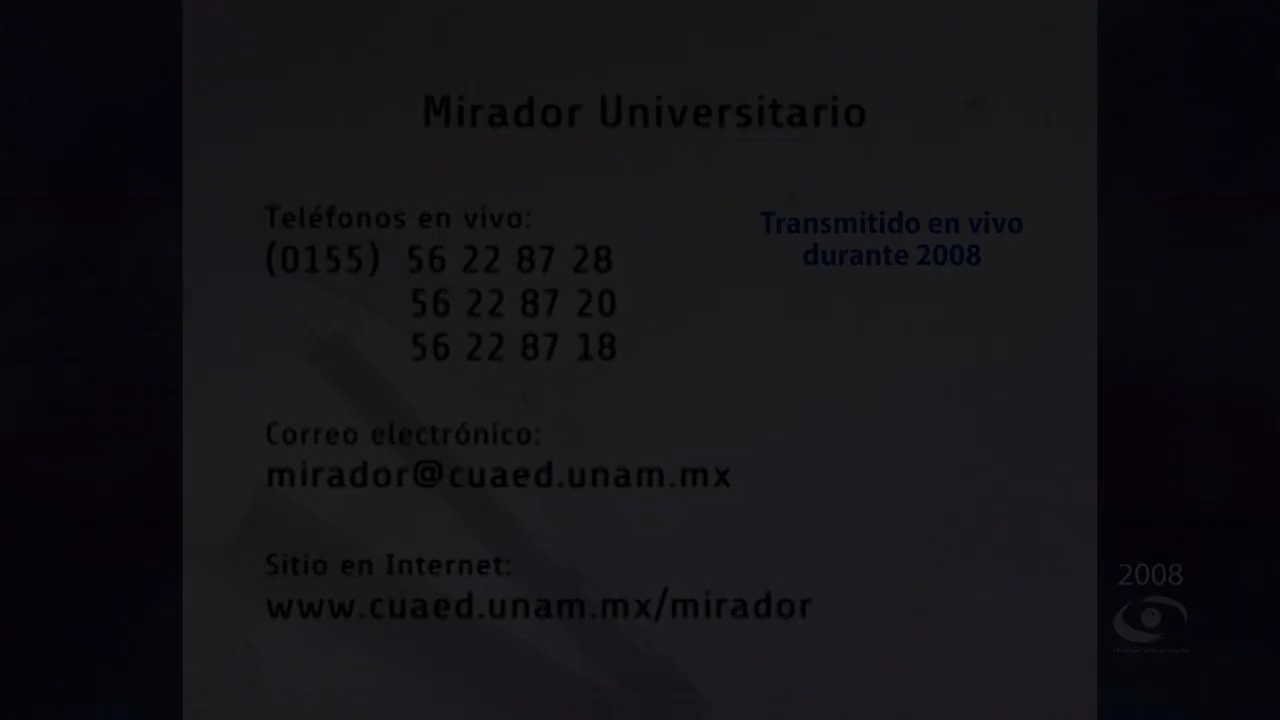 Mirador Universitario
Teléfonos en vivo:
(0155) 56 22 87 28
56 22 87 20
56 22 87 18
Transmitido en vivo
durante 2008
Correo electrónico:
mirador@cuaed.unam.mx
Sitio en Internet:
www.cuaed.unam.mx/mirador
2008
Mirador Universitario